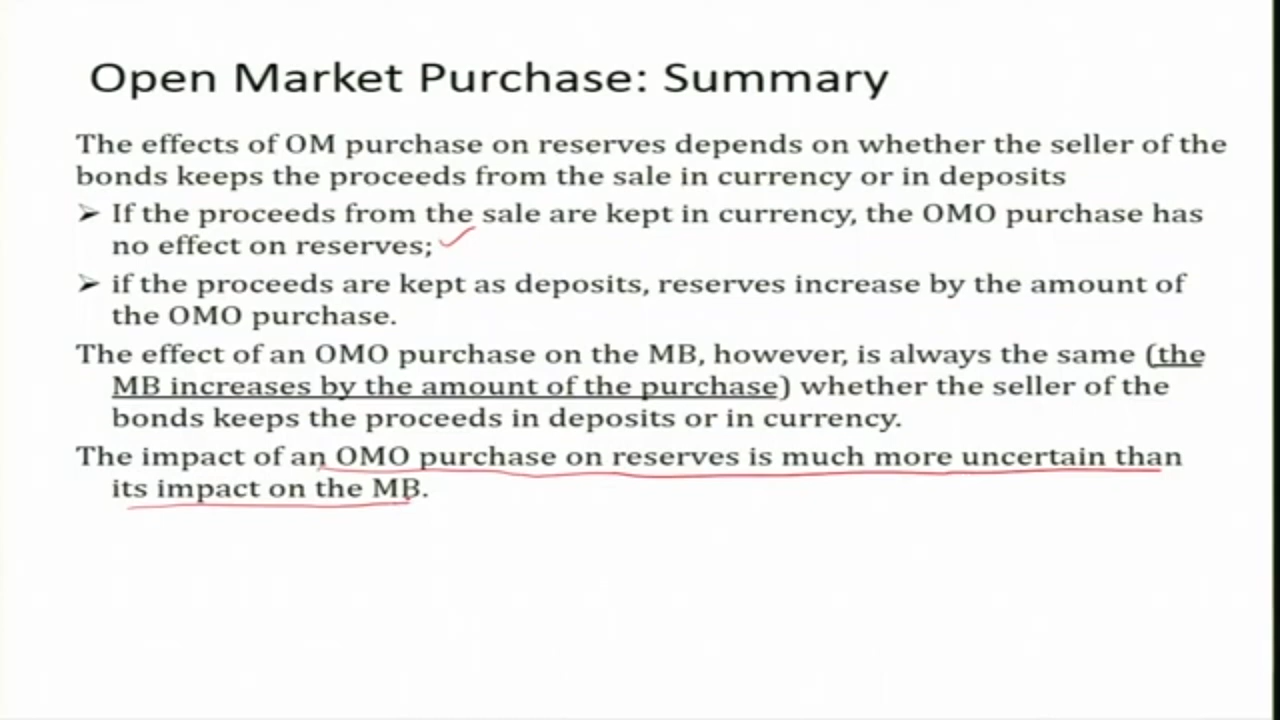 Open Market Purchase: Summary
The effects of OM purchase on reserves depends on whether the seller of the
bonds keeps the proceeds from the sale in currency or in deposits
➢ If the proceeds from the sale are kept in currency, the OMO purchase has
no effect on reserves;
➢ if the proceeds are kept as deposits, reserves increase by the amount of
the OMO purchase.
The effect of an OMO purchase on the MB, however, is always the same (the
MB increases by the amount of the purchase) whether the seller of the
bonds keeps the proceeds in deposits or in currency.
The impact of an OMO purchase on reserves is much more uncertain than
its impact on the MB.